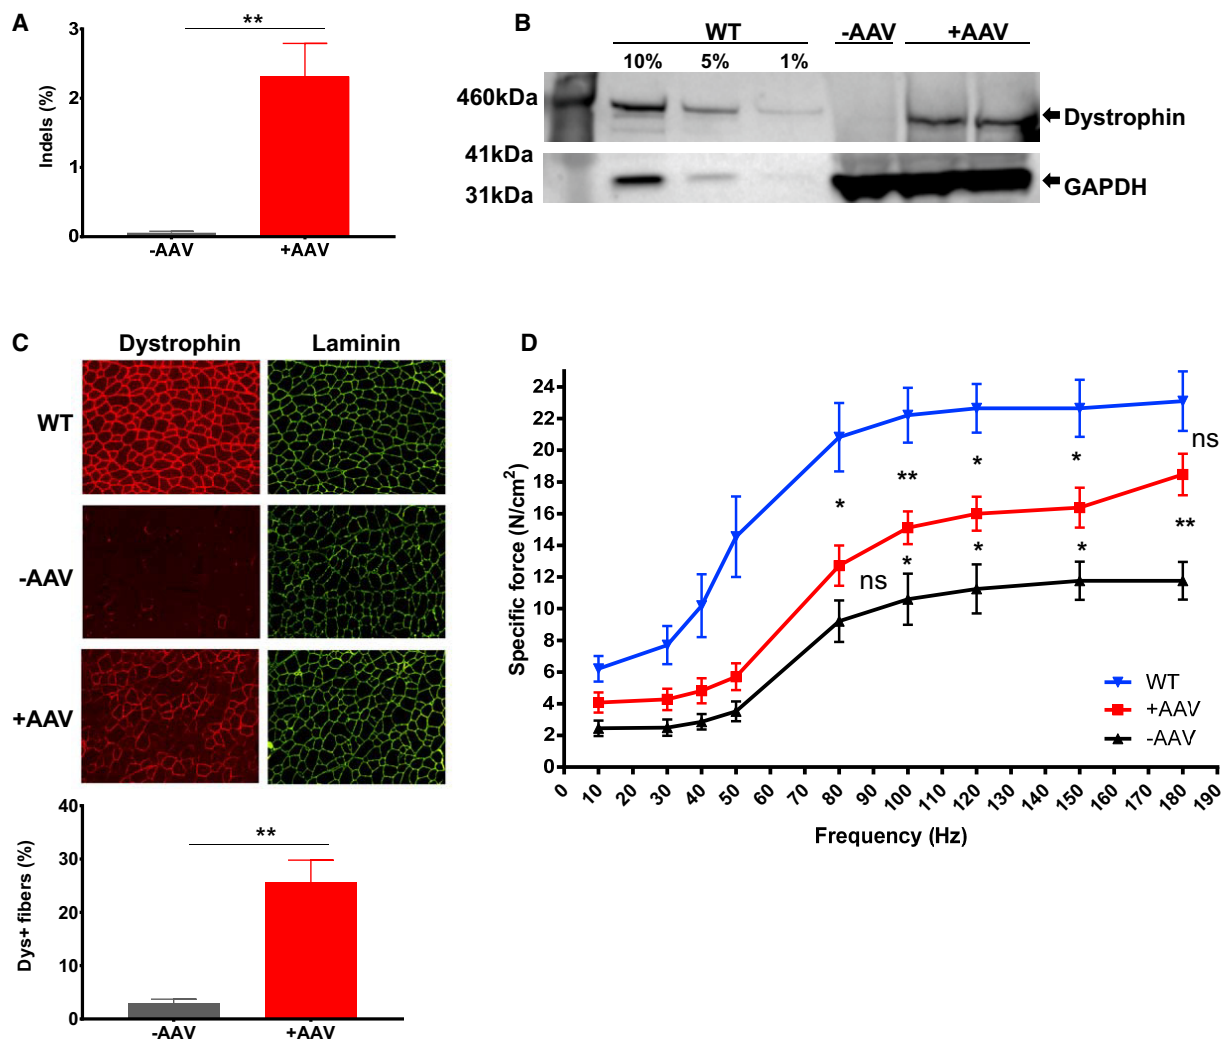 A
Indels (%)
3
2
1
0
**
-AAV
+AAV
B
WT
-AAV
+AAV
10%
5%
1%
460kDa
41kDa
31kDa
Dystrophin
GAPDH
C
Dystrophin
Laminin
WT
-AAV
+AAV
Dys+ fibers (%)
40
30
20
10
0
**
-AAV
+AAV
D
Specific force (N/cm²)
24
22
20
18
16
14
12
10
8
6
4
2
0
* ** * * ns
ns * * * **
WT
+AAV
-AAV
0 10 20 30 40 50 60 70 80 90 100 110 120 130 140 150 160 170 180 190
Frequency (Hz)